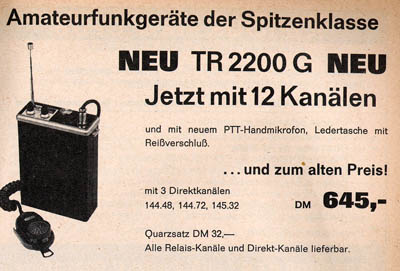 Amateurfunkgeräte der Spitzenklasse
NEU TR 2200 G NEU
Jetzt mit 12 Kanälen
und mit neuem PTT-Handmikrofon, Ledertasche mit
Reißverschluß.
...und zum alten Preis!
mit 3 Direktkanälen
144.48, 144.72, 145.32 DM 645,-
Quarzsatz DM 32,—
Alle Relais-Kanäle und Direkt-Kanäle lieferbar.